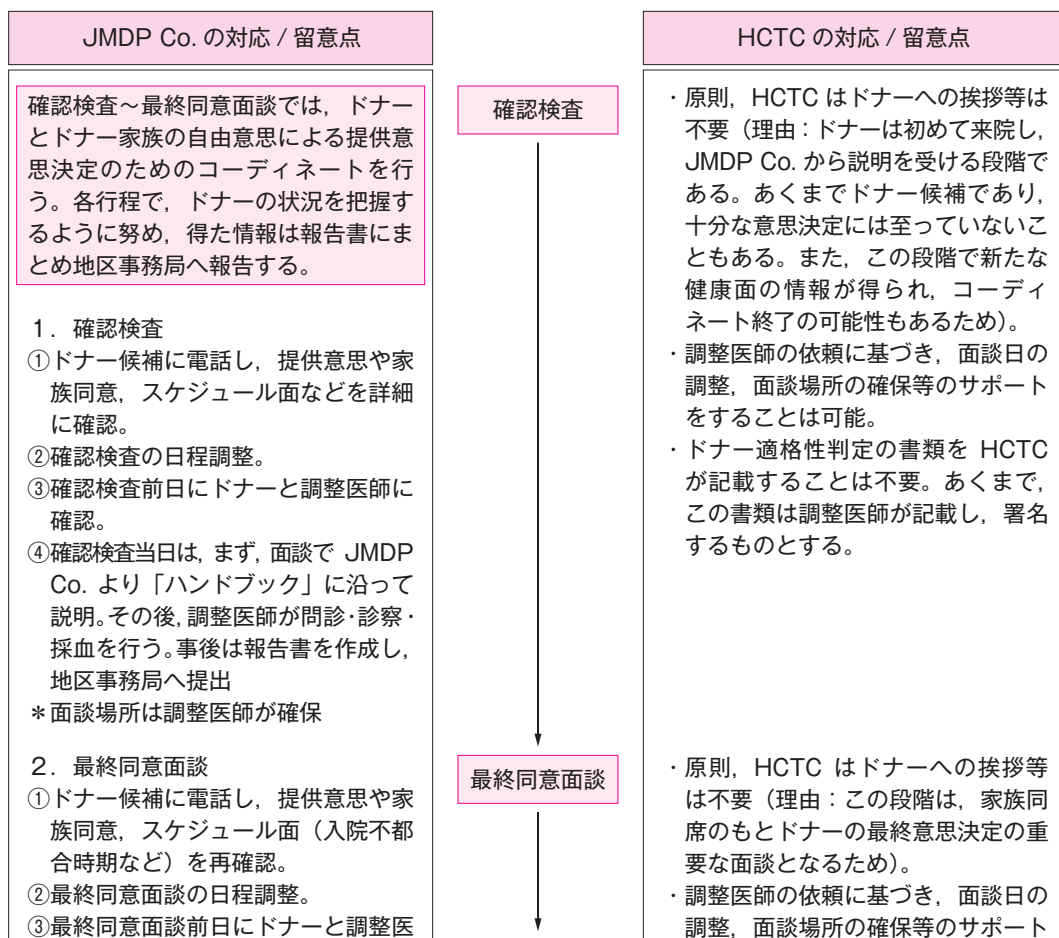 JMDP Co. の対応 / 留意点
確認検査～最終同意面談では，ドナー
とドナー家族の自由意思による提供意
思決定のためのコーディネートを行
う。各行程で，ドナーの状況を把握す
るように努め，得た情報は報告書にま
とめ地区事務局へ報告する。
1．確認検査
①ドナー候補に電話し，提供意思や家
族同意，スケジュール面などを詳細
に確認。
②確認検査の日程調整。
③確認検査前日にドナーと調整医師に
確認。
④確認検査当日は，まず，面談で JMDP
Co. より「ハンドブック」に沿って
説明。その後，調整医師が問診・診察・
採血を行う。事後は報告書を作成し，
地区事務局へ提出
＊面談場所は調整医師が確保
2．最終同意面談
①ドナー候補に電話し，提供意思や家
族同意，スケジュール面（入院不都
合時期など）を再確認。
②最終同意面談の日程調整。
③最終同意面談前日にドナーと調整医
確認検査
最終同意面談
HCTC の対応 / 留意点
・原則，HCTC はドナーへの挨拶等は
不要（理由：ドナーは初めて来院し，
JMDP Co. から説明を受ける段階で
ある。あくまでドナー候補であり，
十分な意思決定には至っていないこ
ともある。また，この段階で新たな
健康面の情報が得られ，コーディ
ネート終了の可能性もあるため）。
・調整医師の依頼に基づき，面談日の
調整，面談場所の確保等のサポート
をすることは可能。
・ドナー適格性判定の書類を HCTC
が記載することは不要。あくまで，
この書類は調整医師が記載し，署名
するものとする。
・原則，HCTC はドナーへの挨拶等
は不要（理由：この段階は，家族同
席のもとドナーの最終意思決定の重
要な面談となるため）。
・調整医師の依頼に基づき，面談日の
調整，面談場所の確保等のサポート